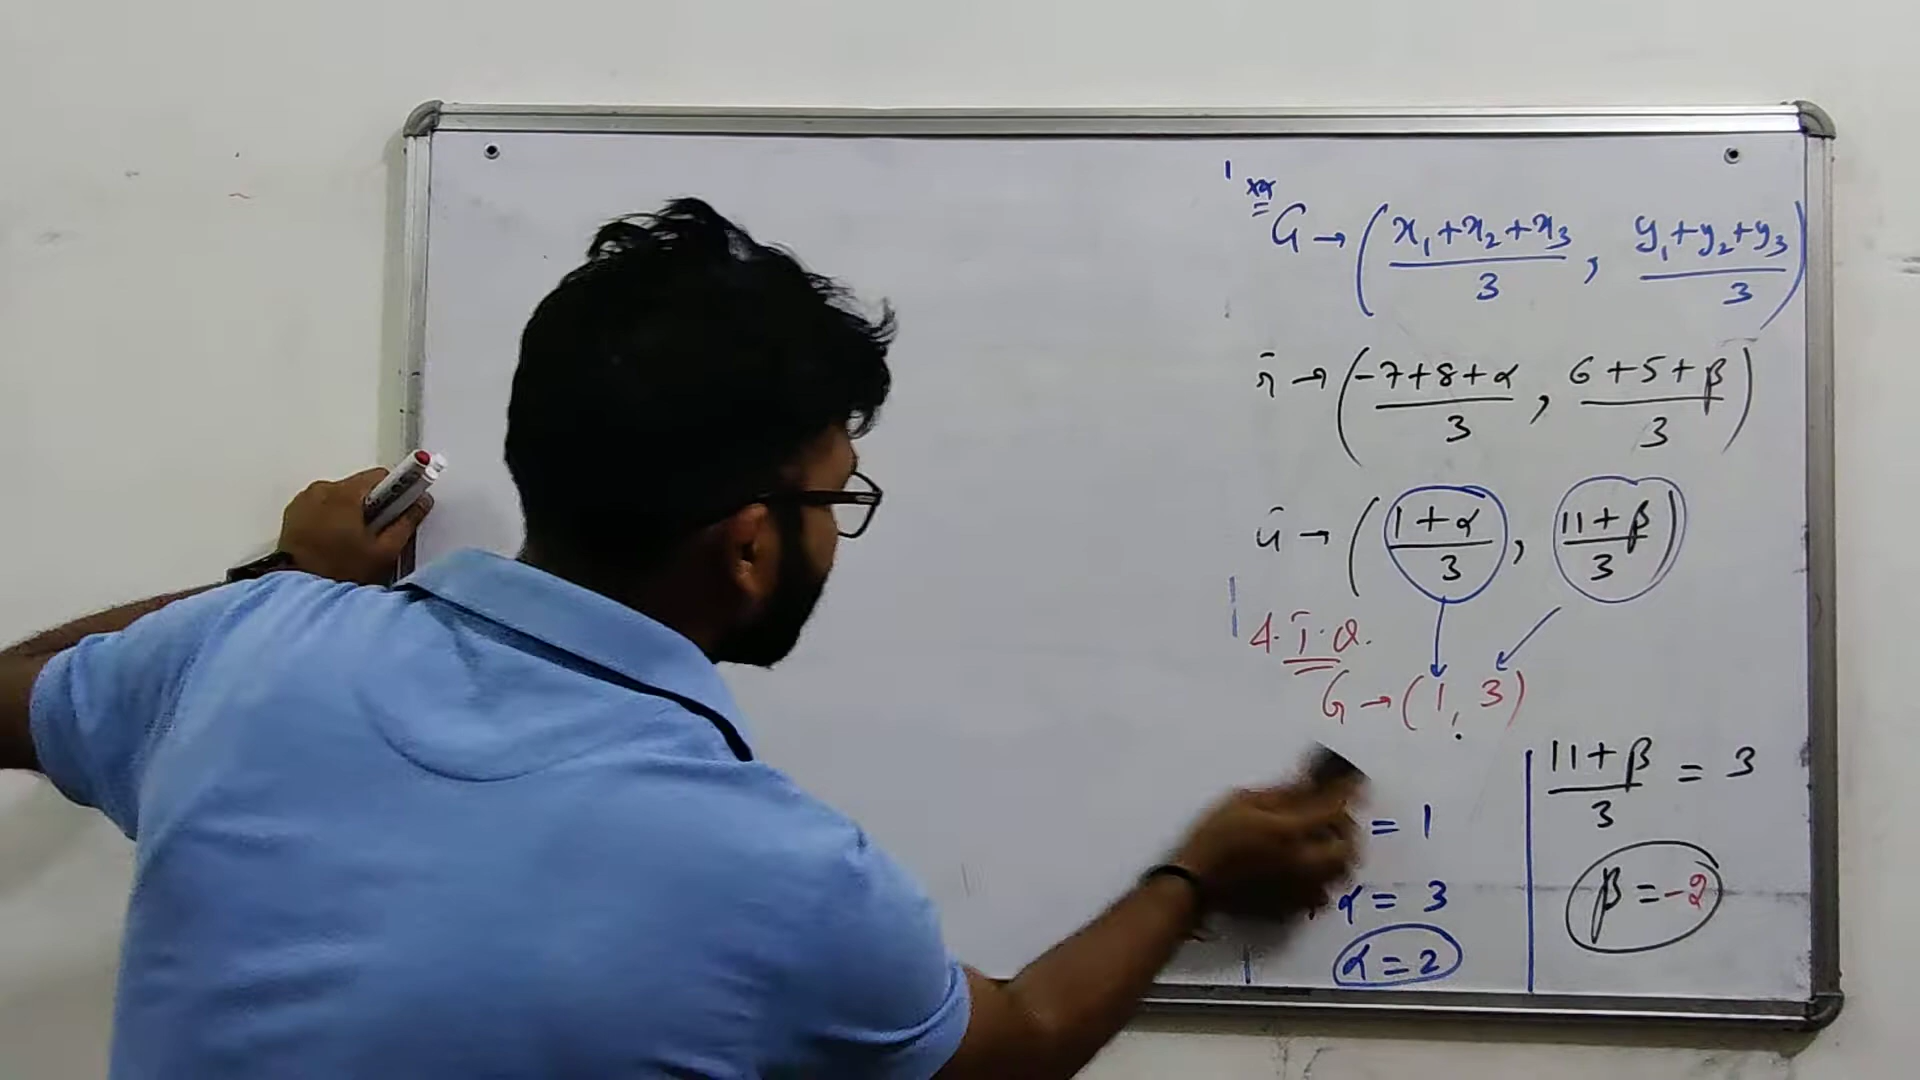 G → (x₁+x₂+x₃/3, y₁+y₂+y₃/3)
→ (-7+8+α/3, 6+5+β/3)
→ (1+α/3, 11+β/3)
G → (1, 3)
= 1
α = 3
α = 2
11+β/3 = 3
β = -2